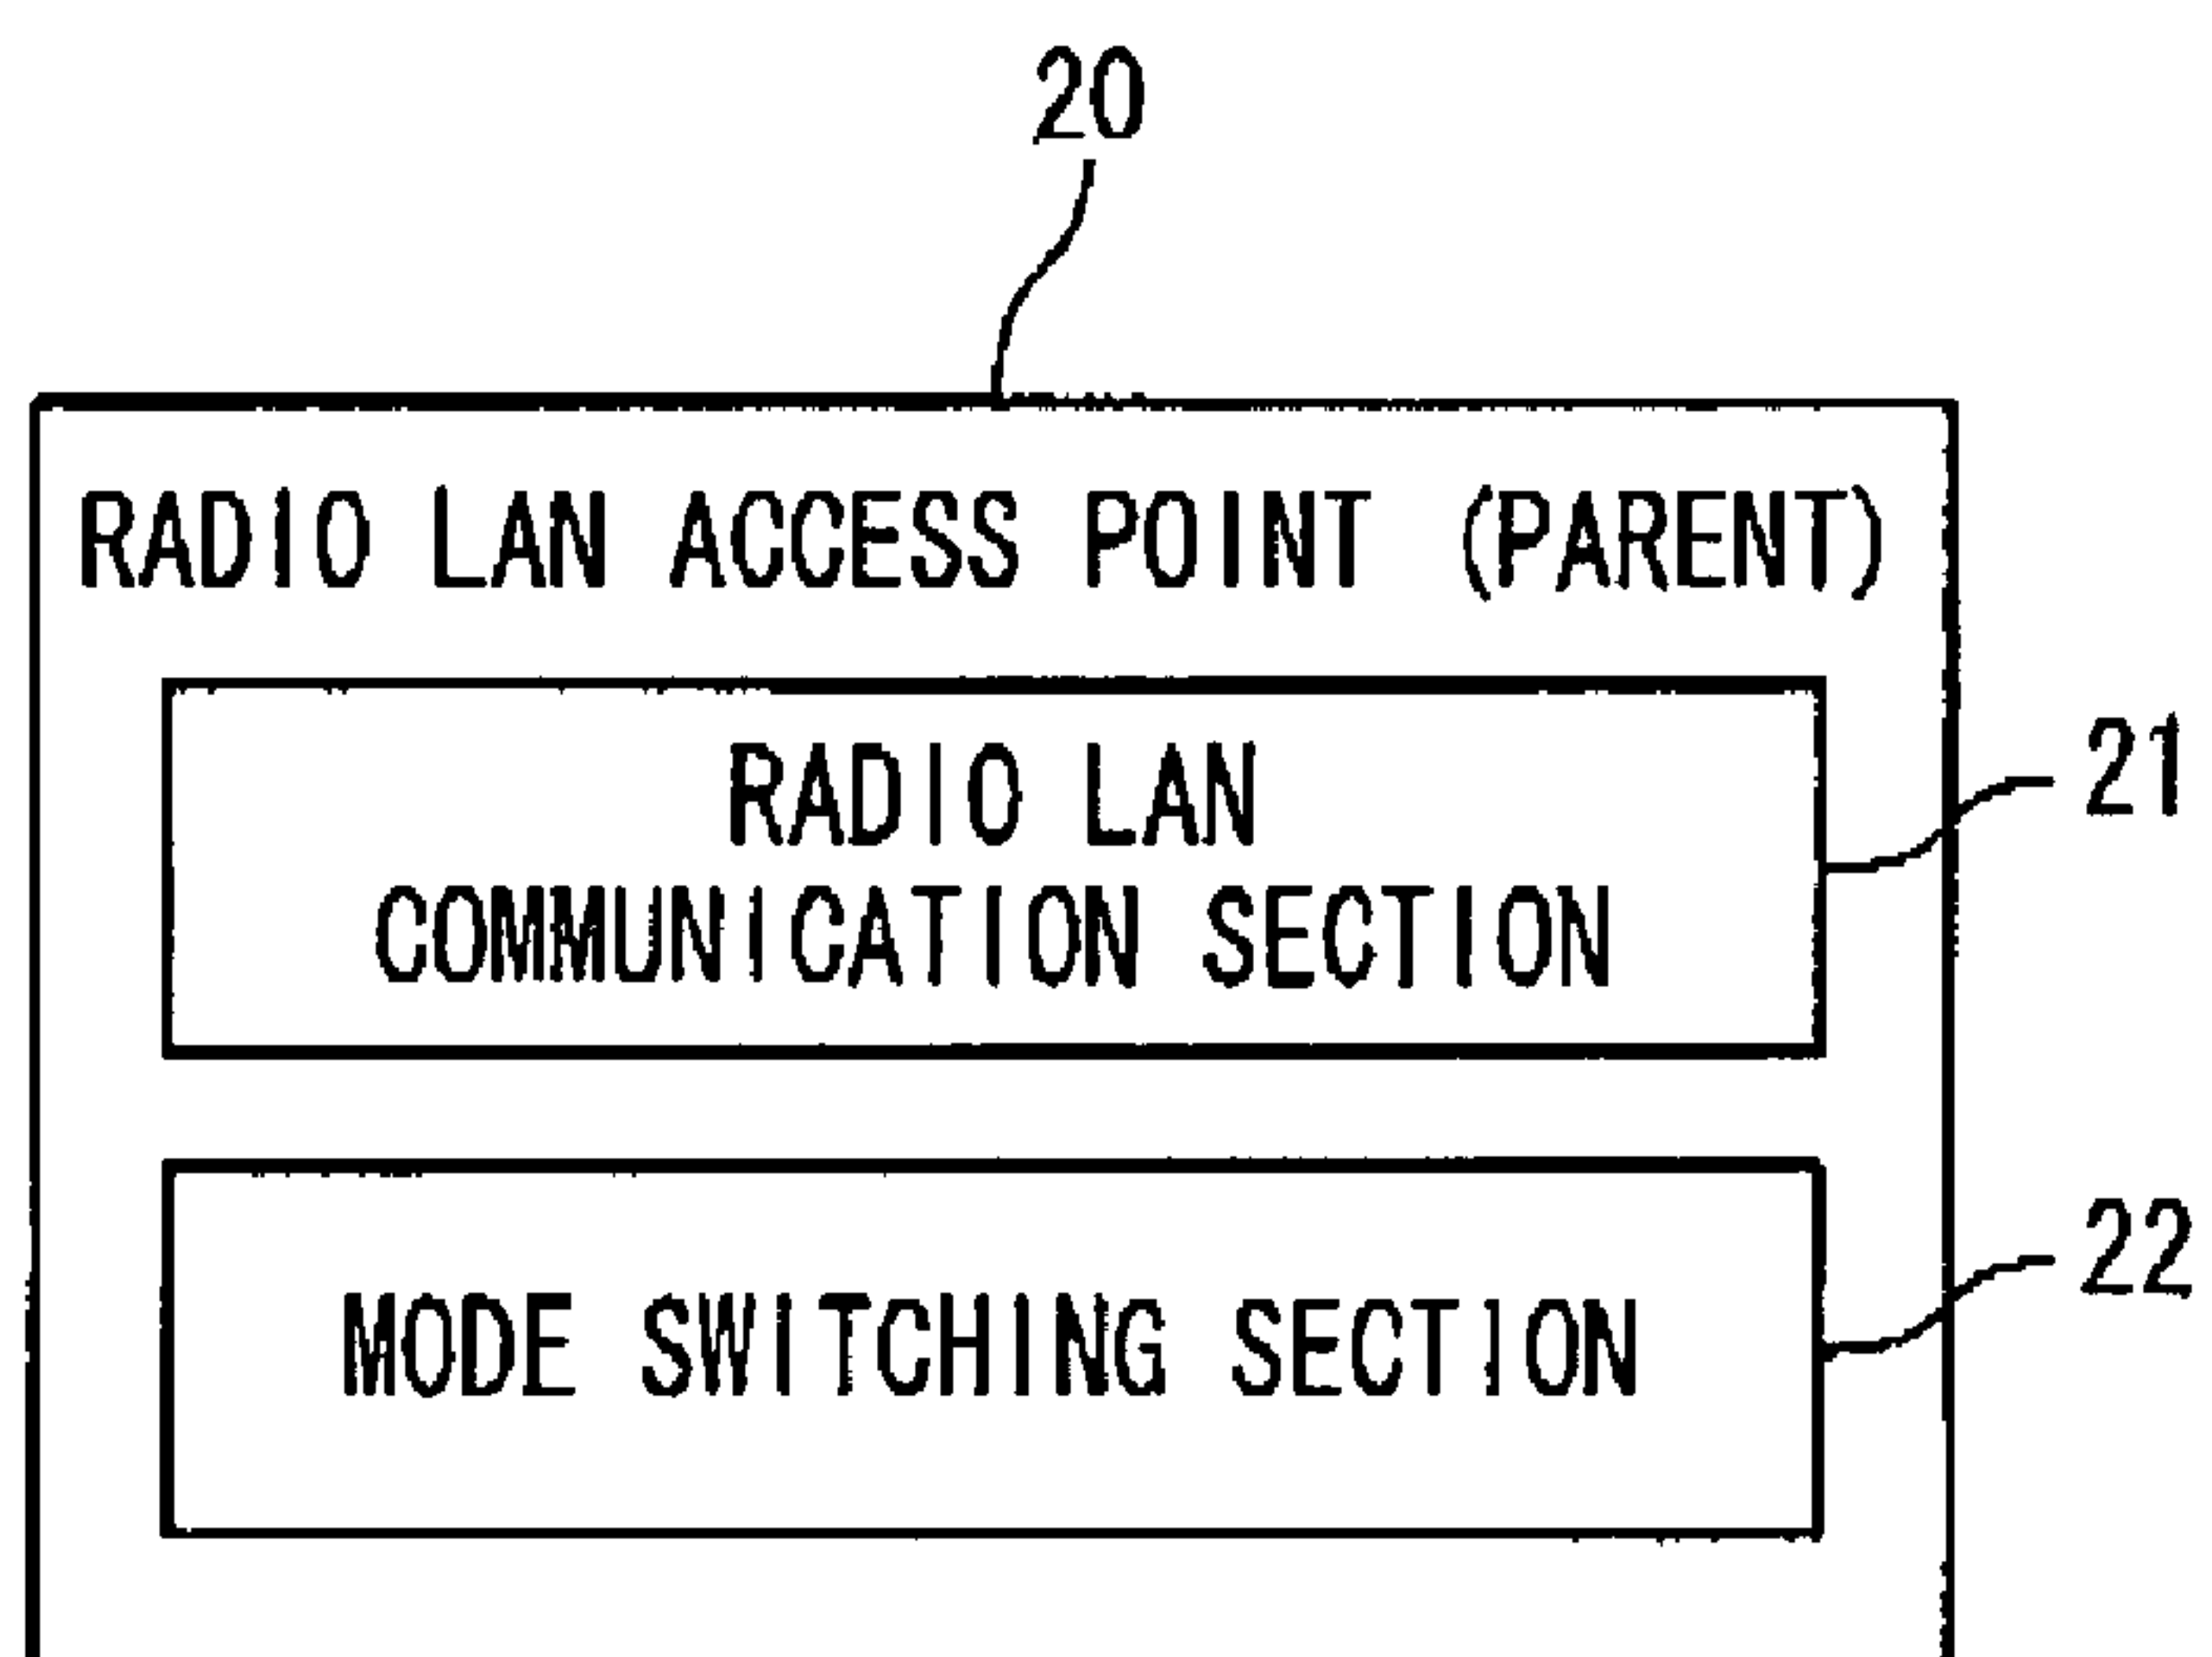 20
RADIO LAN ACCESS POINT (PARENT)
RADIO LAN
COMMUNICATION SECTION
21
MODE SWITCHING SECTION
22